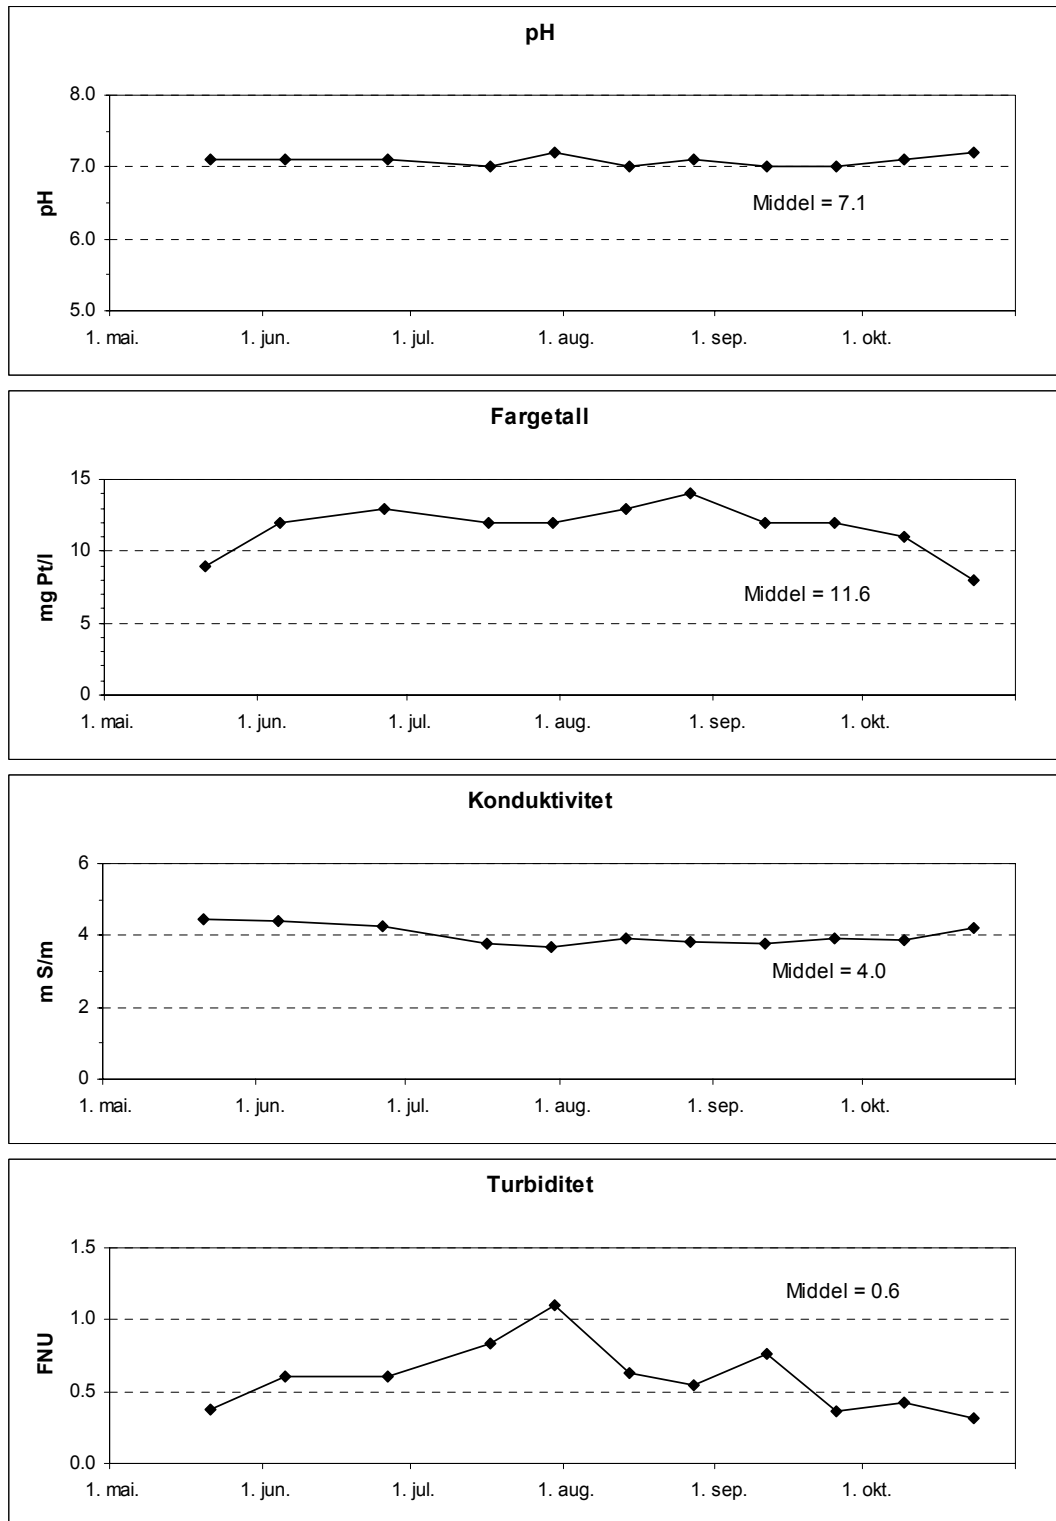 pH
8.0
7.0
6.0
5.0
pH
Middel = 7.1
1. mai.
1. jun.
1. jul.
1. aug.
1. sep.
1. okt.
Fargetall
15
10
5
0
mg Pt/l
Middel = 11.6
1. mai.
1. jun.
1. jul.
1. aug.
1. sep.
1. okt.
Konduktivitet
6
4
2
0
m S/m
Middel = 4.0
1. mai.
1. jun.
1. jul.
1. aug.
1. sep.
1. okt.
Turbiditet
1.5
1.0
0.5
0.0
FNU
Middel = 0.6
1. mai.
1. jun.
1. jul.
1. aug.
1. sep.
1. okt.